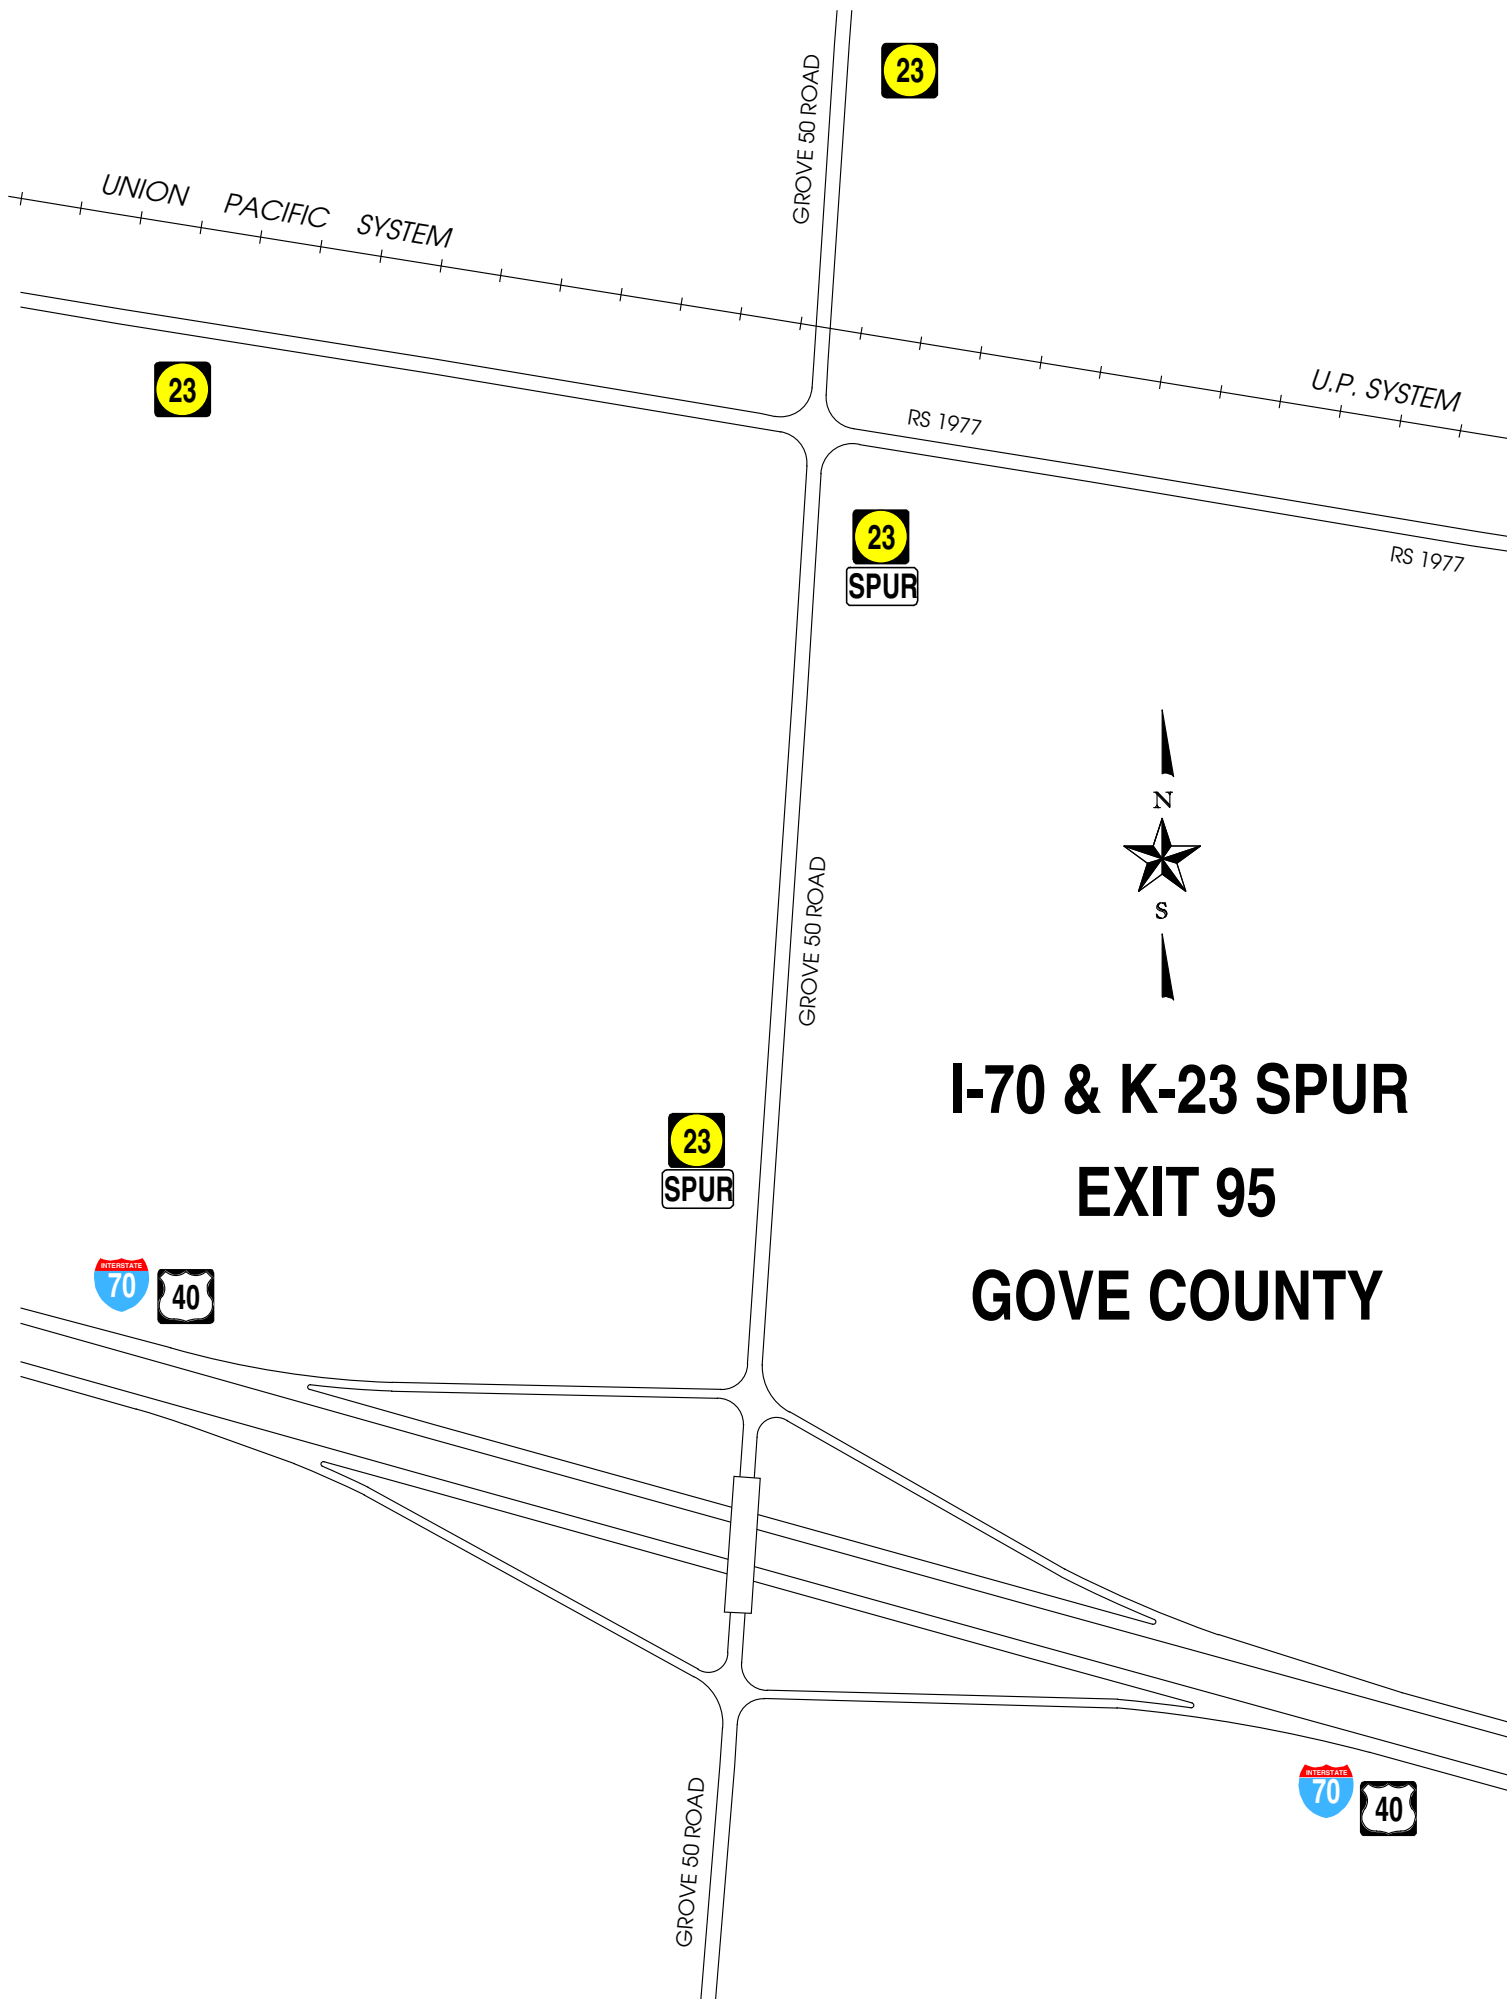 23
GROVE 50 ROAD
UNION PACIFIC SYSTEM
23
U.P. SYSTEM
RS 1977
23
SPUR
RS 1977
N
S
GROVE 50 ROAD
I-70 & K-23 SPUR
EXIT 95
GOVE COUNTY
23
SPUR
INTERSTATE
70
40
INTERSTATE
70
40
GROVE 50 ROAD